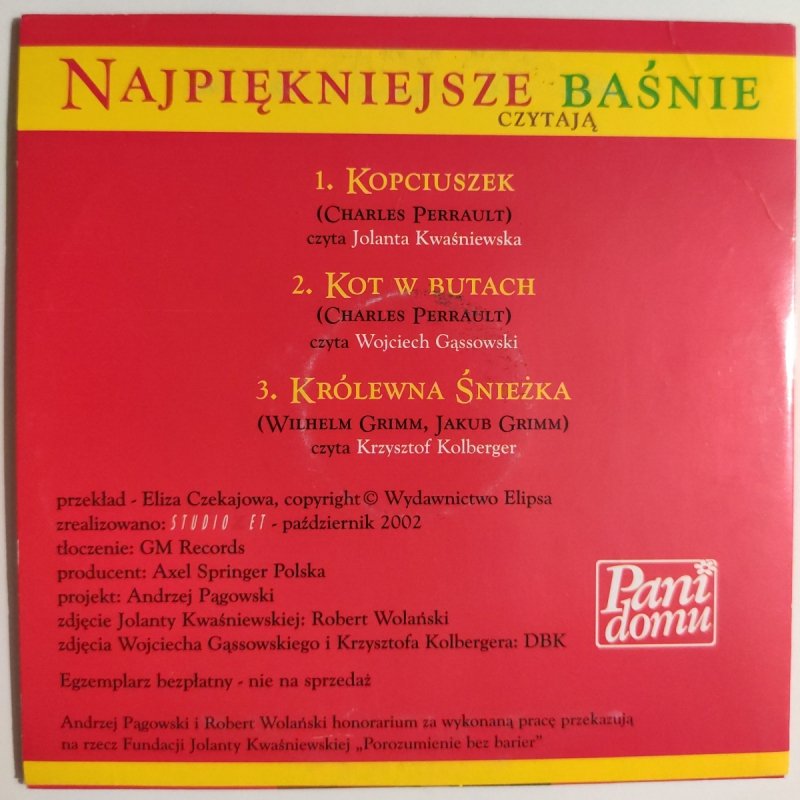 NAJPIĘKNIEJSZE BAŚNIE
CZYTAJĄ
1. KOPCIUSZEK
(CHARLES PERRAULT)
czyta Jolanta Kwaśniewska
2. KOT W BUTACH
(CHARLES PERRAULT)
czyta Wojciech Gąssowski
3. KRÓLEWNA ŚNIEŻKA
(WILHELM GRIMM, JAKUB GRIMM)
czyta Krzysztof Kolberger
przekład - Eliza Czekajowa, copyright © Wydawnictwo Elipsa
zrealizowano: STUDIO ET - październik 2002
tłoczenie: GM Records
producent: Axel Springer Polska
projekt: Andrzej Pągowski
zdjęcie Jolanty Kwaśniewskiej: Robert Wolański
zdjęcia Wojciecha Gąssowskiego i Krzysztofa Kolbergera: DBK
Pani
domu
Egzemplarz bezpłatny - nie na sprzedaż
Andrzej Pągowski i Robert Wolański honorarium za wykonaną pracę przekazują
na rzecz Fundacji Jolanty Kwaśniewskiej „Porozumienie bez barier"